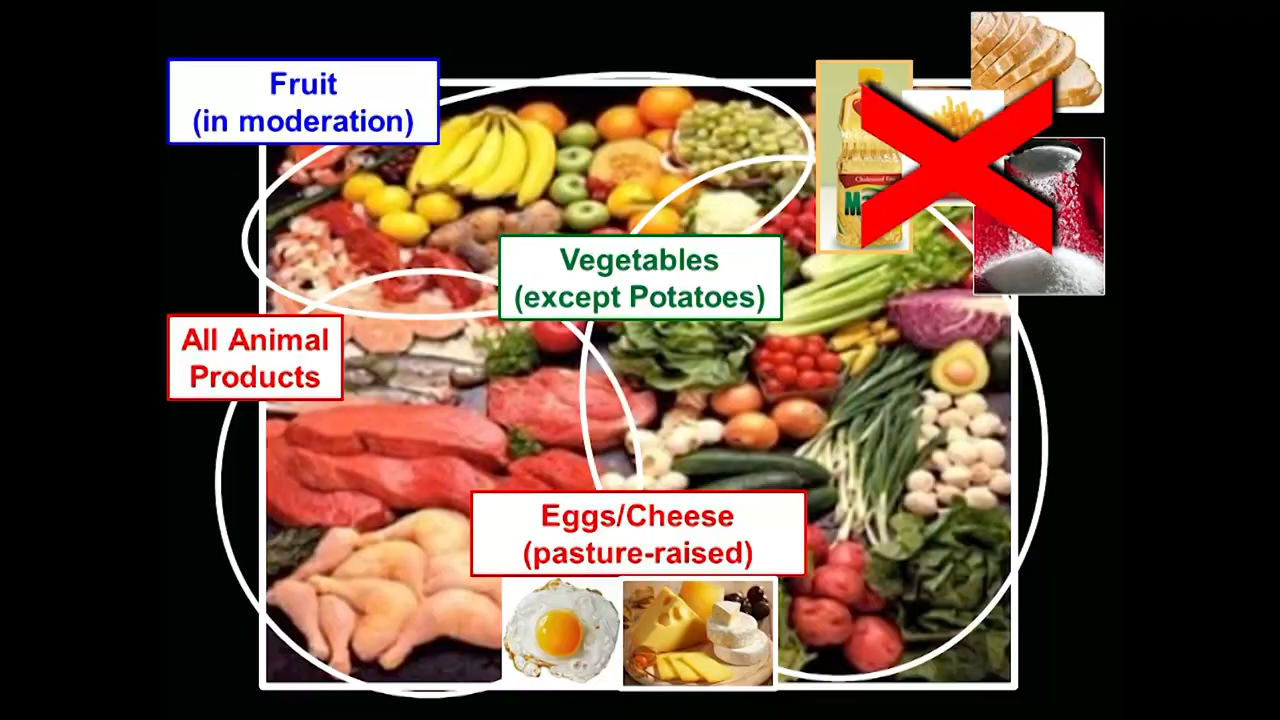 Fruit
(in moderation)
Vegetables
(except Potatoes)
All Animal
Products
Eggs/Cheese
(pasture-raised)